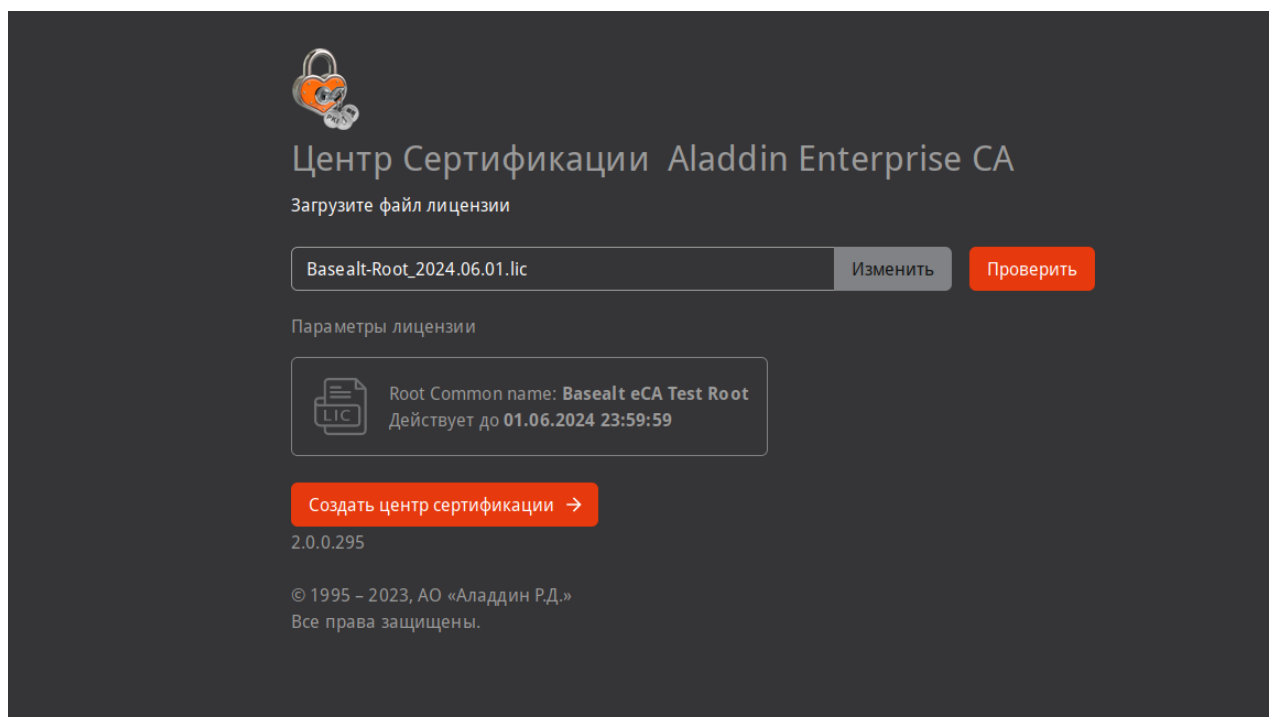 Центр Сертификации Aladdin Enterprise CA
Загрузите файл лицензии
Basealt-Root_2024.06.01.lic Изменить Проверить
Параметры лицензии
LIC
Root Common name: Basealt eCA Test Root
Действует до 01.06.2024 23:59:59
Создать центр сертификации →
2.0.0.295
© 1995 – 2023, АО «Аладдин Р.Д.»
Все права защищены.